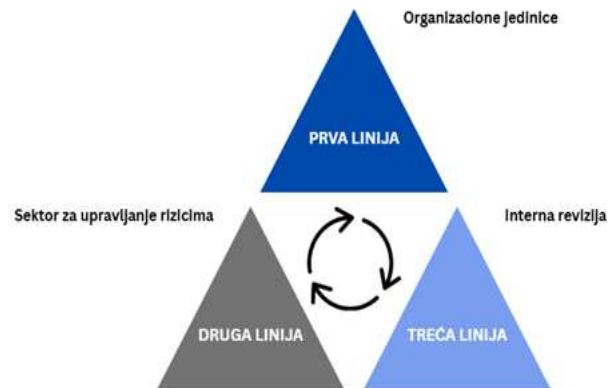 Organizacione jedinice
PRVA LINIJA
Sektor za upravljanje rizicima
Interna revizija
DRUGA LINIJA
TREĆA LINIJA